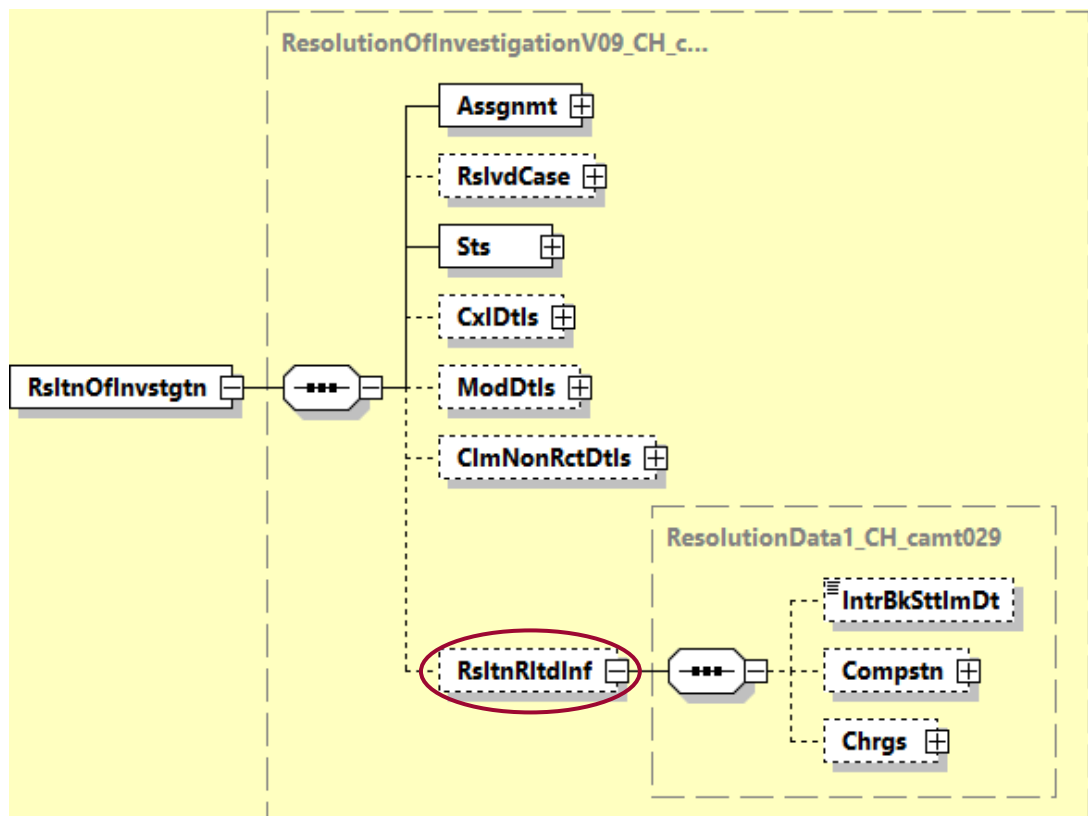 ResolutionOfInvestigationV09_CH_c...
Assgnmt
RslvdCase
Sts
CxlDtls
RsltnOfInvstgtn
ModDtls
ClmNonRctDtls
ResolutionData1_CH_camt029
IntrBkSttlmDt
RsltnRltdInf
Compstn
Chrgs